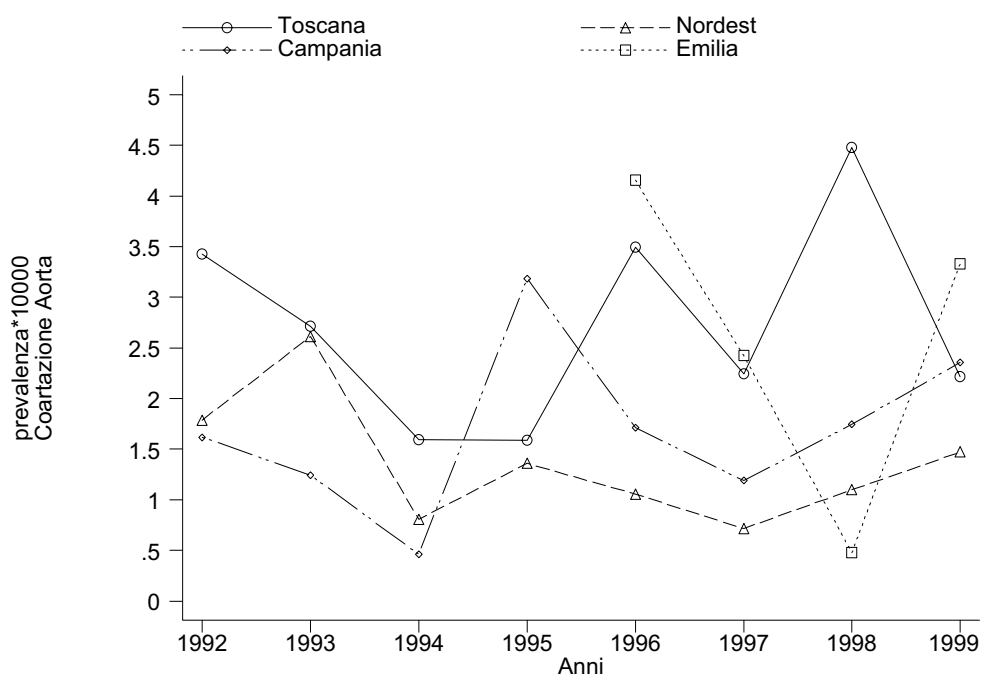 Toscana
Nordest
Campania
Emilia
5
4.5
4
3.5
3
2.5
2
1.5
1
.5
0
prevalenza*10000
Coartazione Aorta
1992 1993 1994 1995 1996 1997 1998 1999
Anni